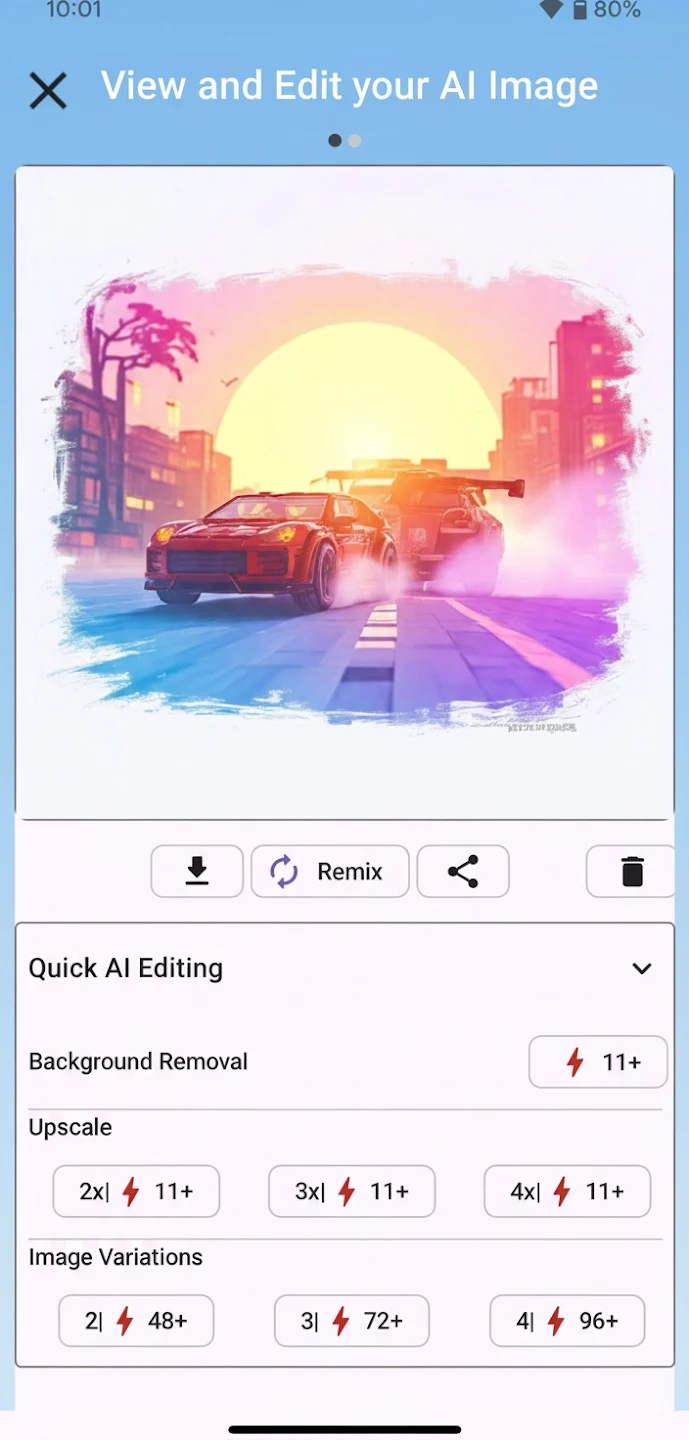 10:01
80%
View and Edit your AI Image
Remix
Quick AI Editing
Background Removal
11+
Upscale
2x| 11+
3x| 11+
4x| 11+
Image Variations
2| 48+
3| 72+
4| 96+